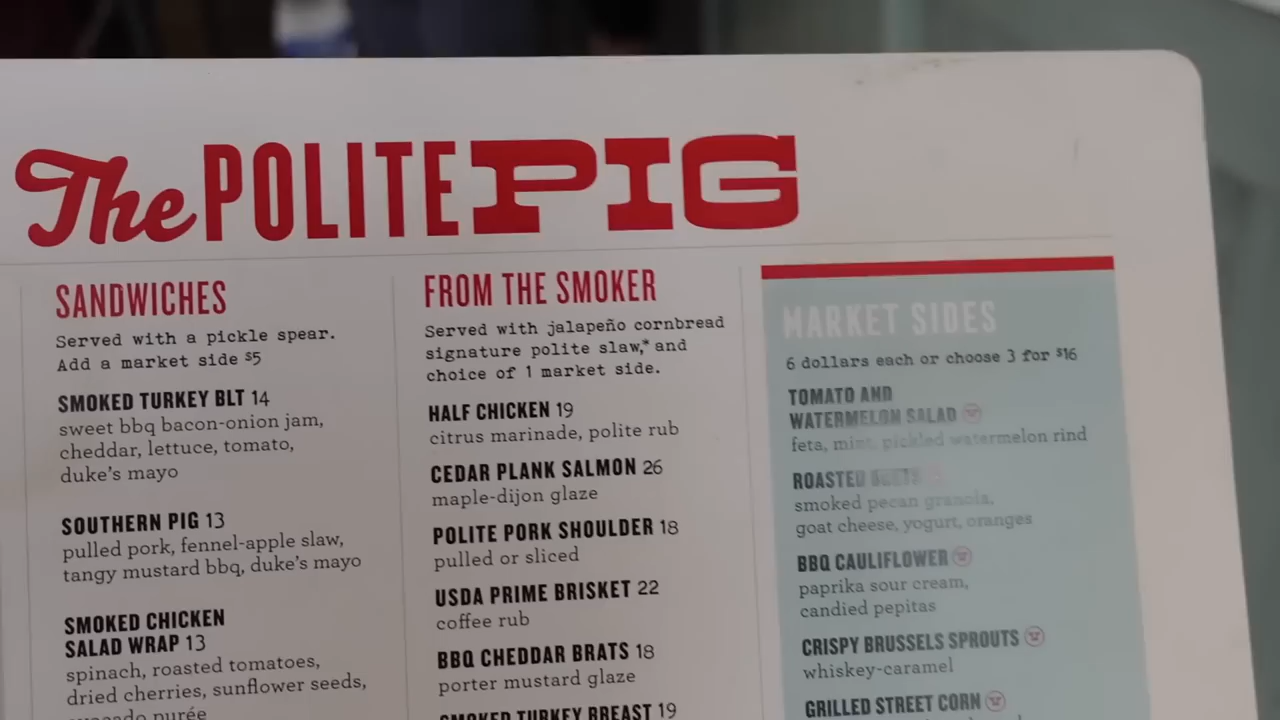 The POLITE PIG
SANDWICHES
Served with a pickle spear.
Add a market side $5
SMOKED TURKEY BLT 14
sweet bbq bacon-onion jam,
cheddar, lettuce, tomato,
duke's mayo
SOUTHERN PIG 13
pulled pork, fennel-apple slaw,
tangy mustard bbq, duke's mayo
SMOKED CHICKEN
SALAD WRAP 13
spinach, roasted tomatoes,
dried cherries, sunflower seeds,
avocado purée
FROM THE SMOKER
Served with jalapeño cornbread
signature polite slaw,* and
choice of 1 market side.
HALF CHICKEN 19
citrus marinade, polite rub
CEDAR PLANK SALMON 26
maple-dijon glaze
POLITE PORK SHOULDER 18
pulled or sliced
USDA PRIME BRISKET 22
coffee rub
BBQ CHEDDAR BRATS 18
porter mustard glaze
SMOKED TURKEY BREAST 19
MARKET SIDES
6 dollars each or choose 3 for $16
TOMATO AND
WATERMELON SALAD
feta, mint, pickled watermelon rind
ROASTED BEETS
smoked pecan granola,
goat cheese, yogurt, oranges
BBQ CAULIFLOWER
paprika sour cream,
candied pepitas
CRISPY BRUSSELS SPROUTS
whiskey-caramel
GRILLED STREET CORN